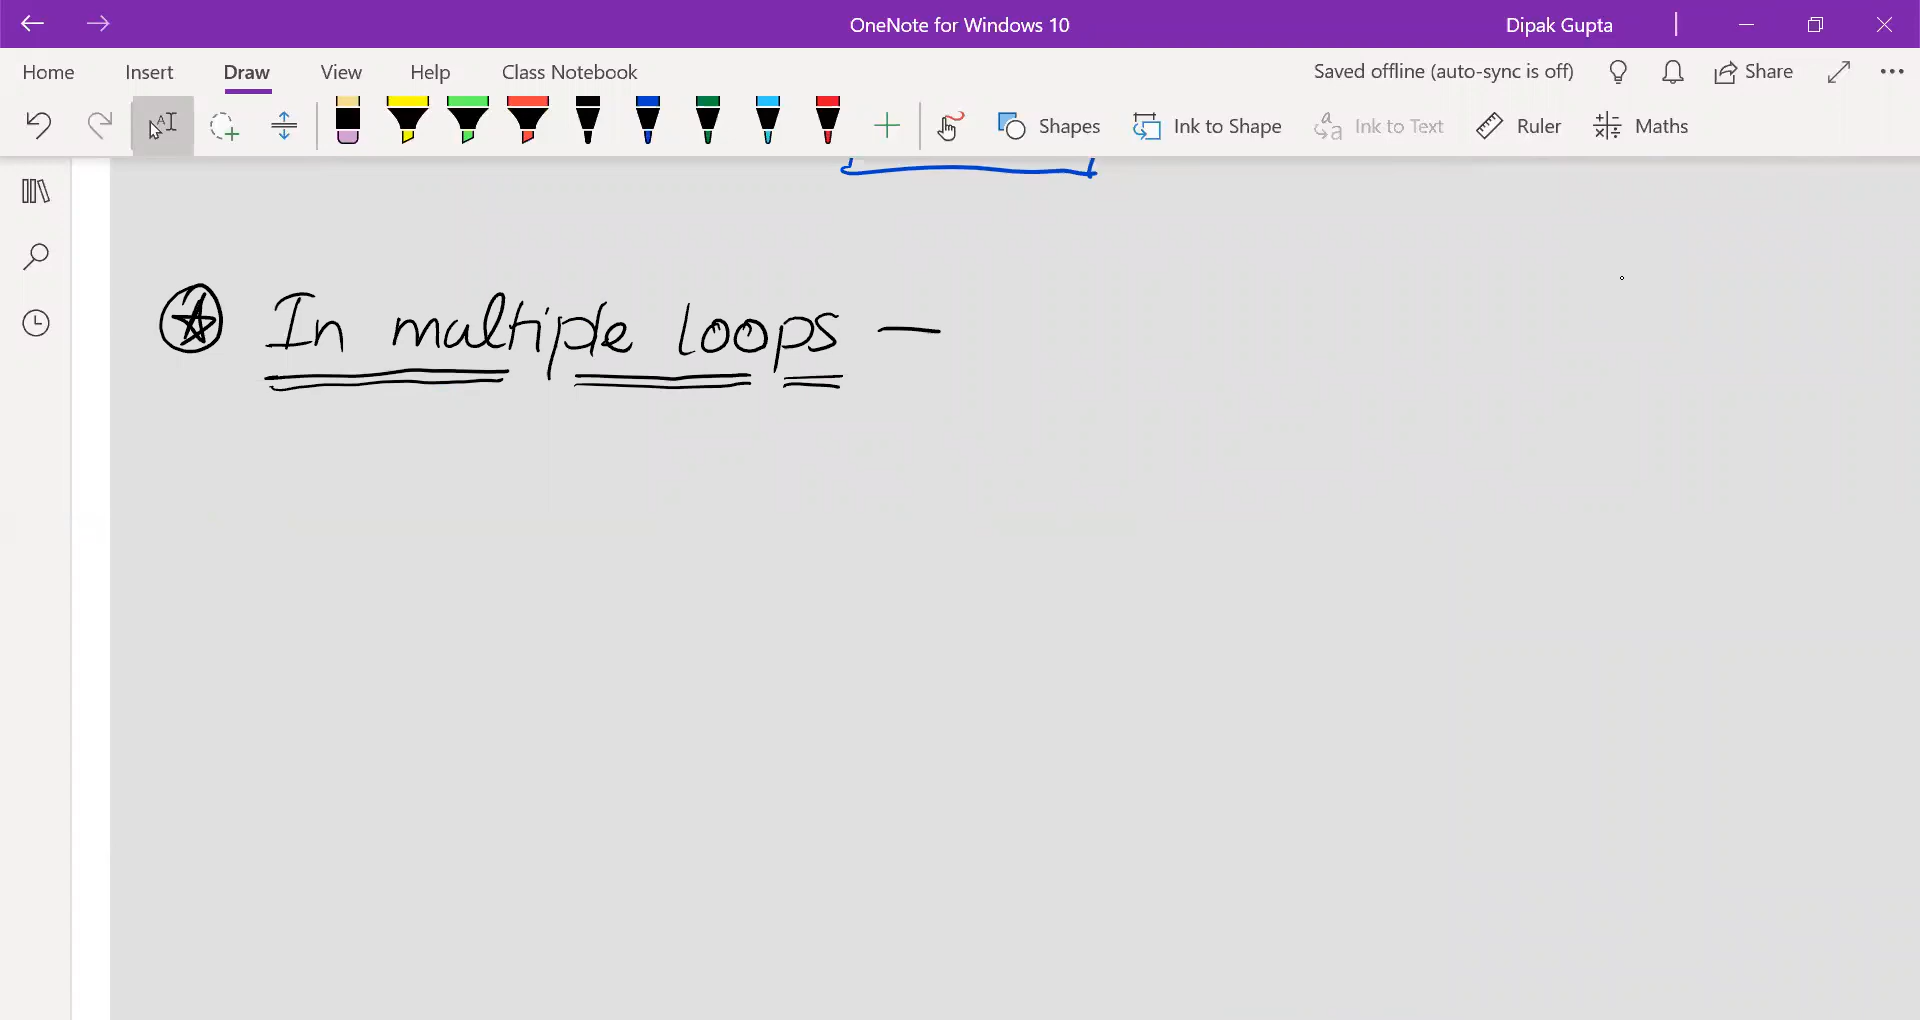 OneNote for Windows 10
Dipak Gupta
Home Insert Draw View Help Class Notebook
Saved offline (auto-sync is off) Share
Shapes Ink to Shape Ink to Text Ruler Maths
In multiple loops —